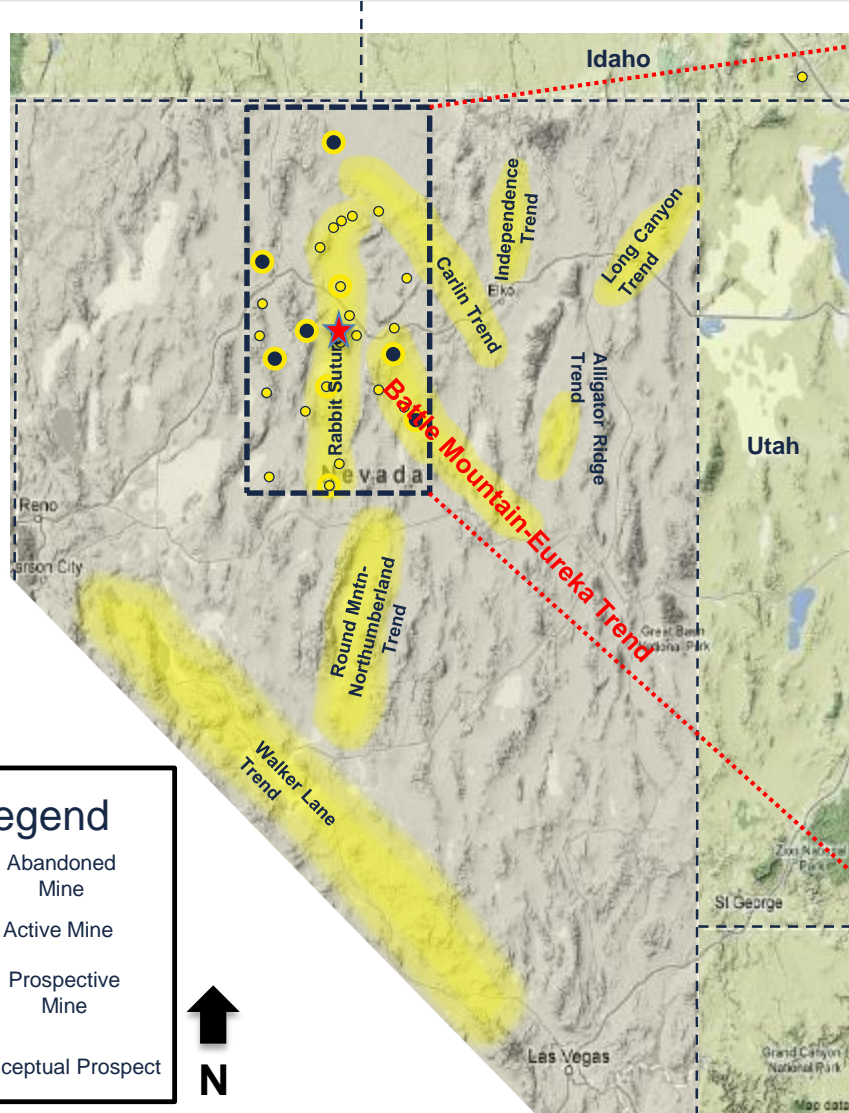 Idaho
Independence
Trend
Long Canyon
Trend
Carlin Trend
Elko
Rabbit Suture
Alligator Ridge
Trend
Battle Mountain-Eureka Trend
Utah
Nevada
Reno
arson City
Round Mntn-
Northumberland
Trend
Great Basin
National Park
Walker Lane
Trend
egend
Abandoned
Mine
Active Mine
Prospective
Mine
ceptual Prospect
N
Zion National
Park
St George
Las Vegas
Grand Canyon
National Park
Map data